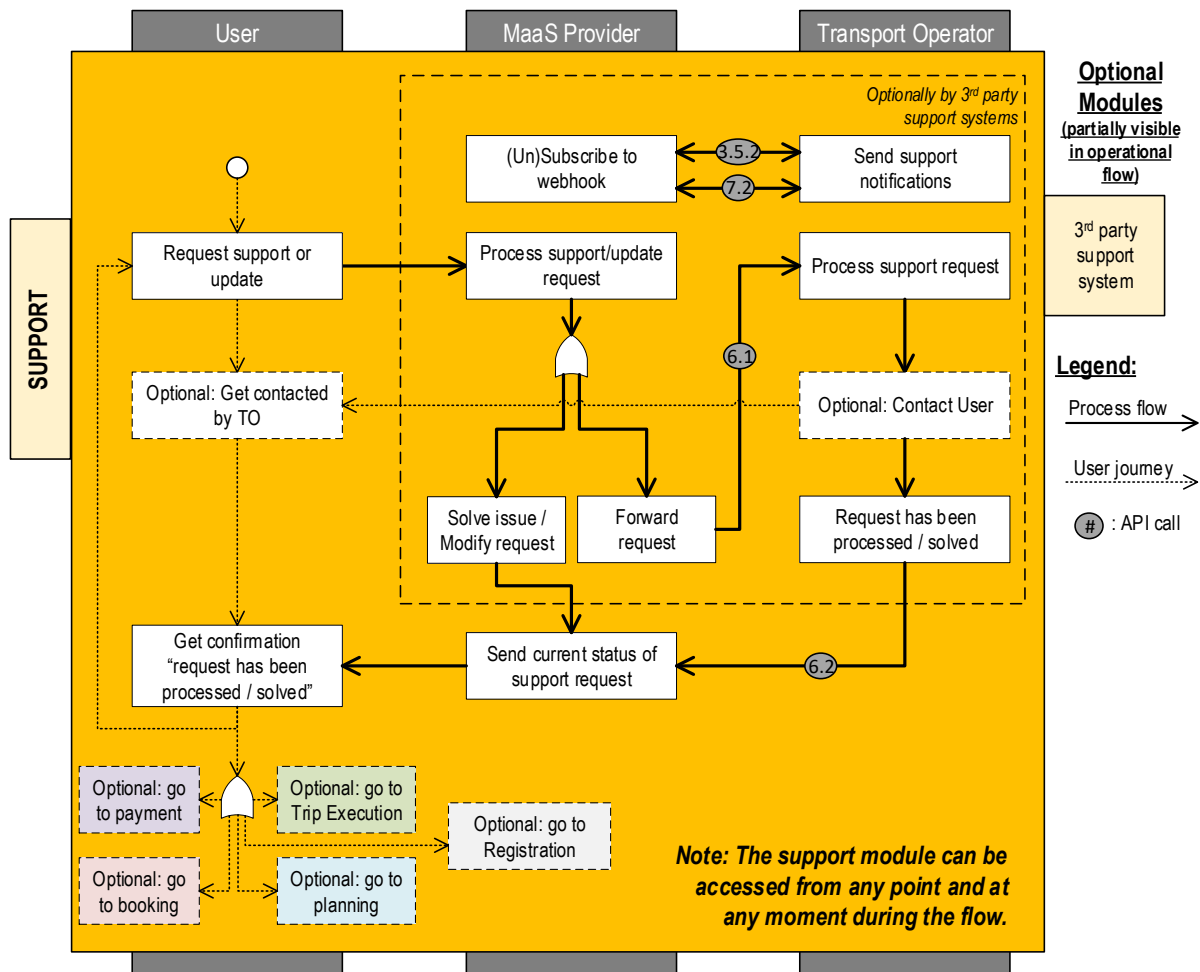 User
MaaS Provider
Transport Operator
Optional
Modules
(partially visible
in operational
flow)
Optionally by 3rd party
support systems
(Un)Subscribe to
webhook
3.5.2
7.2
Send support
notifications
SUPPORT
Request support or
update
Process support/update
request
Process support request
3rd party
support
system
6.1
Legend:
Process flow
User journey
# : API call
Optional: Get contacted
by TO
Optional: Contact User
Solve issue /
Modify request
Forward
request
Request has been
processed / solved
Get confirmation
“request has been
processed / solved”
Send current status of
support request
6.2
Optional: go
to payment
Optional: go to
Trip Execution
Optional: go to
Registration
Optional: go
to booking
Optional: go to
planning
Note: The support module can be
accessed from any point and at
any moment during the flow.